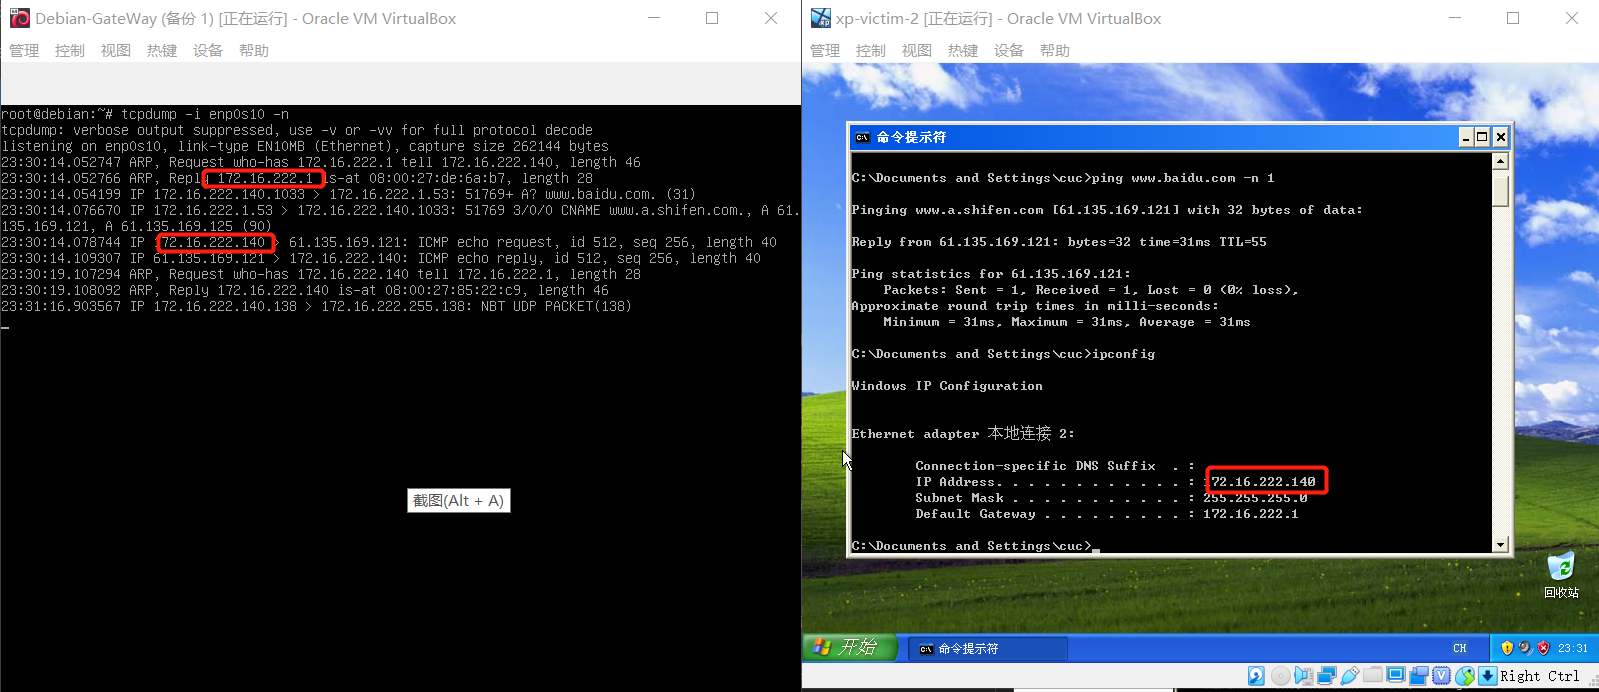 Debian-GateWay (备份 1) [正在运行] - Oracle VM VirtualBox
管理 控制 视图 热键 设备 帮助
root@debian:~# tcpdump -i enp0s10 -n
tcpdump: verbose output suppressed, use -v or -vv for full protocol decode
listening on enp0s10, link-type EN10MB (Ethernet), capture size 262144 bytes
23:30:14.052747 ARP, Request who-has 172.16.222.1 tell 172.16.222.140, length 46
23:30:14.052766 ARP, Reply 172.16.222.1 is-at 08:00:27:de:6a:b7, length 28
23:30:14.054199 IP 172.16.222.140.1033 > 172.16.222.1.53: 51769+ A? www.baidu.com. (31)
23:30:14.076670 IP 172.16.222.1.53 > 172.16.222.140.1033: 51769 3/0/0 CNAME www.a.shifen.com., A 61.
135.169.121, A 61.135.169.125 (90)
23:30:14.078744 IP 172.16.222.140 > 61.135.169.121: ICMP echo request, id 512, seq 256, length 40
23:30:14.109307 IP 61.135.169.121 > 172.16.222.140: ICMP echo reply, id 512, seq 256, length 40
23:30:19.107294 ARP, Request who-has 172.16.222.140 tell 172.16.222.1, length 28
23:30:19.108092 ARP, Reply 172.16.222.140 is-at 08:00:27:85:22:c9, length 46
23:31:16.903567 IP 172.16.222.140.138 > 172.16.222.255.138: NBT UDP PACKET(138)
截图(Alt + A)
xp-victim-2 [正在运行] - Oracle VM VirtualBox
管理 控制 视图 热键 设备 帮助
命令提示符
C:\Documents and Settings\cuc>ping www.baidu.com -n 1
Pinging www.a.shifen.com [61.135.169.121] with 32 bytes of data:
Reply from 61.135.169.121: bytes=32 time=31ms TTL=55
Ping statistics for 61.135.169.121:
Packets: Sent = 1, Received = 1, Lost = 0 (0% loss),
Approximate round trip times in milli-seconds:
Minimum = 31ms, Maximum = 31ms, Average = 31ms
C:\Documents and Settings\cuc>ipconfig
Windows IP Configuration
Ethernet adapter 本地连接 2:
Connection-specific DNS Suffix . :
IP Address. . . . . . . . . . . . : 172.16.222.140
Subnet Mask . . . . . . . . . . . : 255.255.255.0
Default Gateway . . . . . . . . . : 172.16.222.1
C:\Documents and Settings\cuc>
回收站
开始 命令提示符 CH 23:31
Right Ctrl